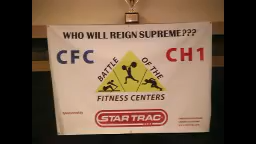 WHO WILL REIGN SUPREME???
CFC
BATTLE OF THE
CH1
FITNESS CENTERS
STAR TRAC